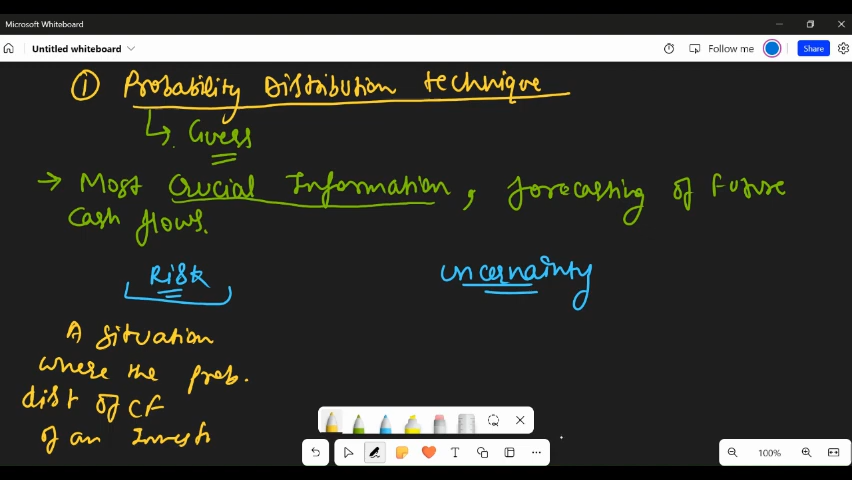 Microsoft Whiteboard
Untitled whiteboard
Follow me
Share
① Probability Distribution technique
Guess
→ Most Crucial Information, forecasting of Future
Cash flows.
Risk
uncernainty
A situation
where the prob.
dist of CF
of an Invest
100%